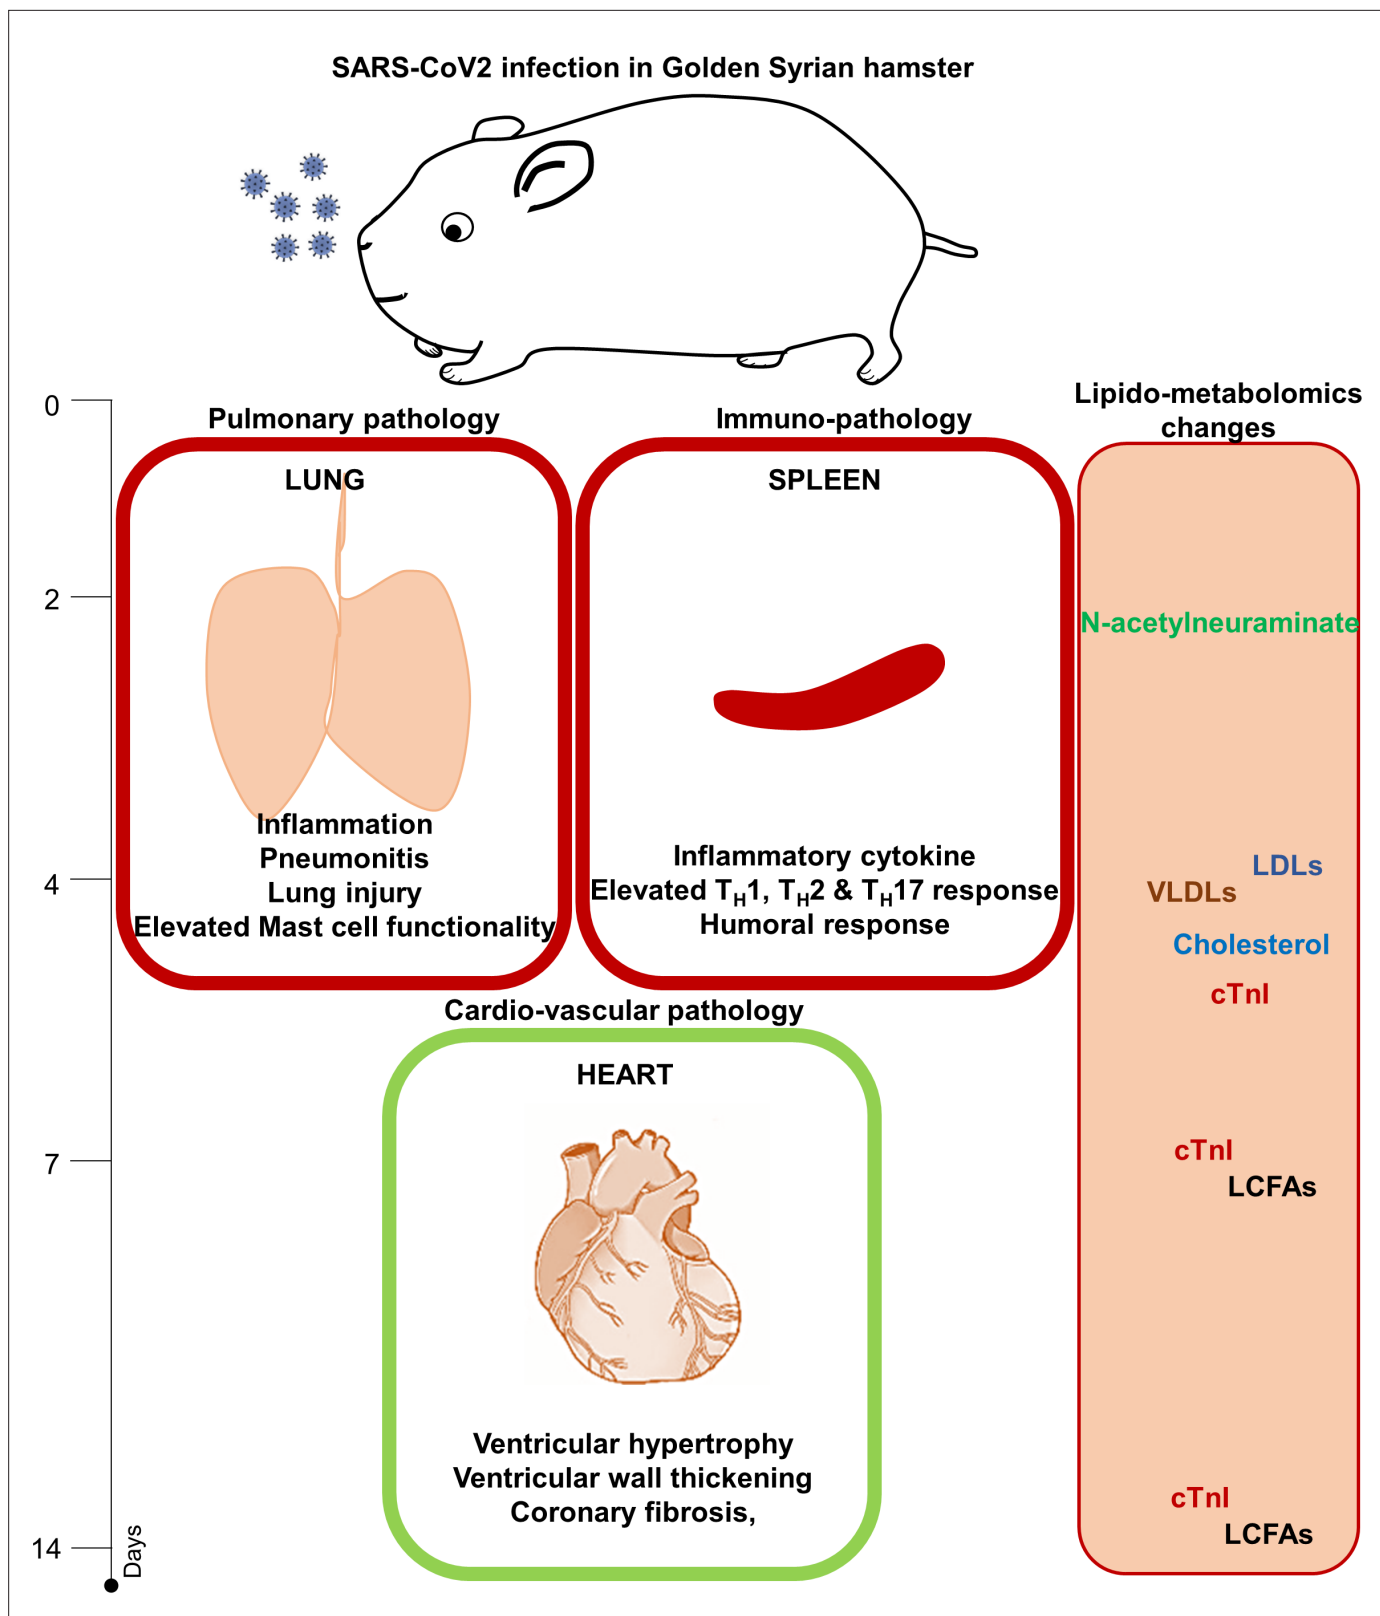 SARS-CoV2 infection in Golden Syrian hamster
0
2
4
7
14
Days
Pulmonary pathology
LUNG
Inflammation
Pneumonitis
Lung injury
Elevated Mast cell functionality
Immuno-pathology
SPLEEN
Inflammatory cytokine
Elevated TH1, TH2 & TH17 response
Humoral response
Cardio-vascular pathology
HEART
Ventricular hypertrophy
Ventricular wall thickening
Coronary fibrosis,
Lipido-metabolomics
changes
N-acetylneuraminate
LDLs
VLDLs
Cholesterol
cTnI
cTnI
LCFAs
cTnI
LCFAs